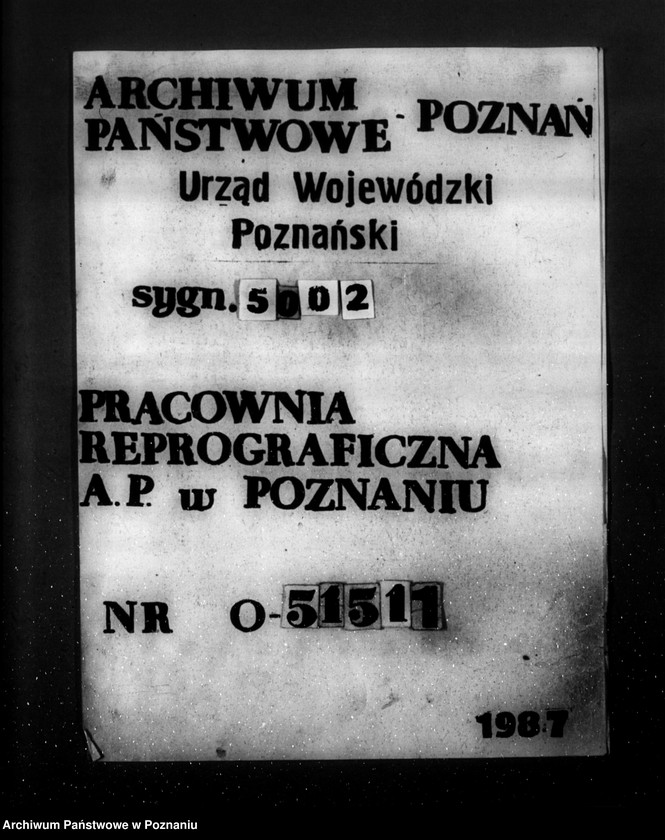 ARCHIWUM
PAŃSTWOWE - POZNAŃ
Urząd Wojewódzki
Poznański
sygn. 5002
PRACOWNIA
REPROGRAFICZNA
A.P. w POZNANIU
NR O-51511
1987
Archiwum Państwowe w Poznaniu